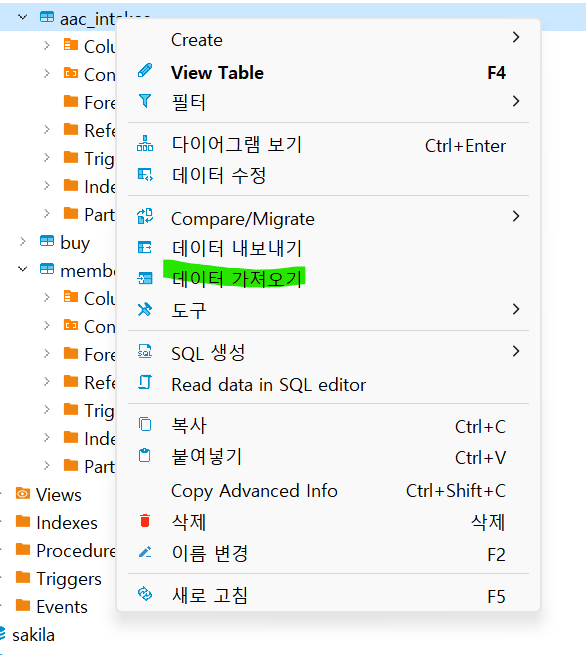 aac_intakes
Create
Colu
View Table F4
Con
필터
Fore
Refe
다이어그램 보기 Ctrl+Enter
Trig
데이터 수정
Inde
Part
Compare/Migrate
buy
데이터 내보내기
membe
데이터 가져오기
Colu
도구
Con
Fore
SQL 생성
Refe
Read data in SQL editor
Trig
복사 Ctrl+C
Inde
붙여넣기 Ctrl+V
Part
Copy Advanced Info Ctrl+Shift+C
Views
삭제 삭제
Indexes
Procedure
이름 변경 F2
Triggers
새로 고침 F5
Events
sakila